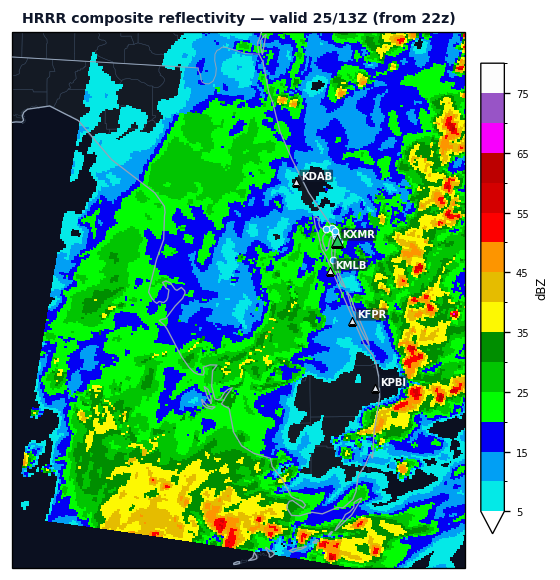 HRRR composite reflectivity — valid 25/13Z (from 22z)
KDAB
KXMR
KMLB
KFPR
KPBI
75
65
55
45
35
25
15
5
dBZ